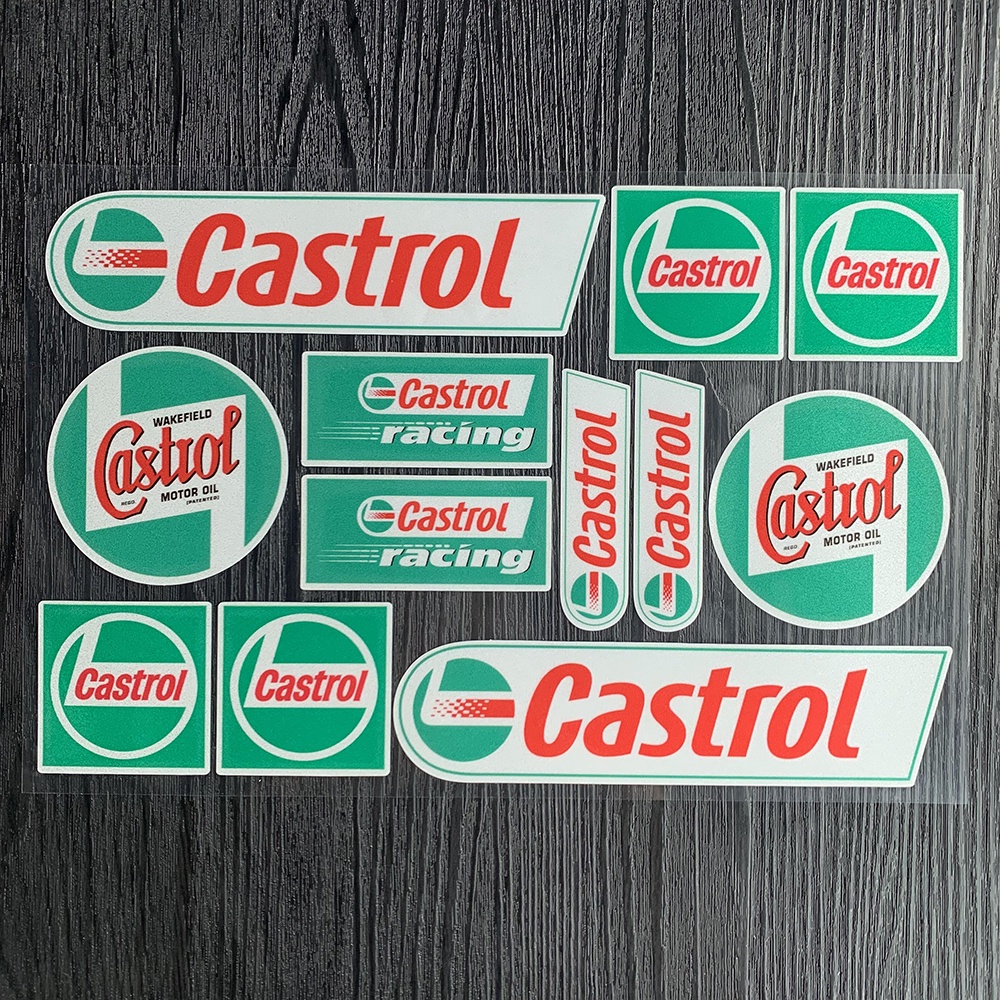 Castrol
Castrol
Castrol
WAKEFIELD
Castrol
REGD.
MOTOR OIL
(PATENTED)
Castrol
racing
Castrol
racing
Castrol
Castrol
WAKEFIELD
Castrol
REGD.
MOTOR OIL
(PATENTED)
Castrol
Castrol
Castrol